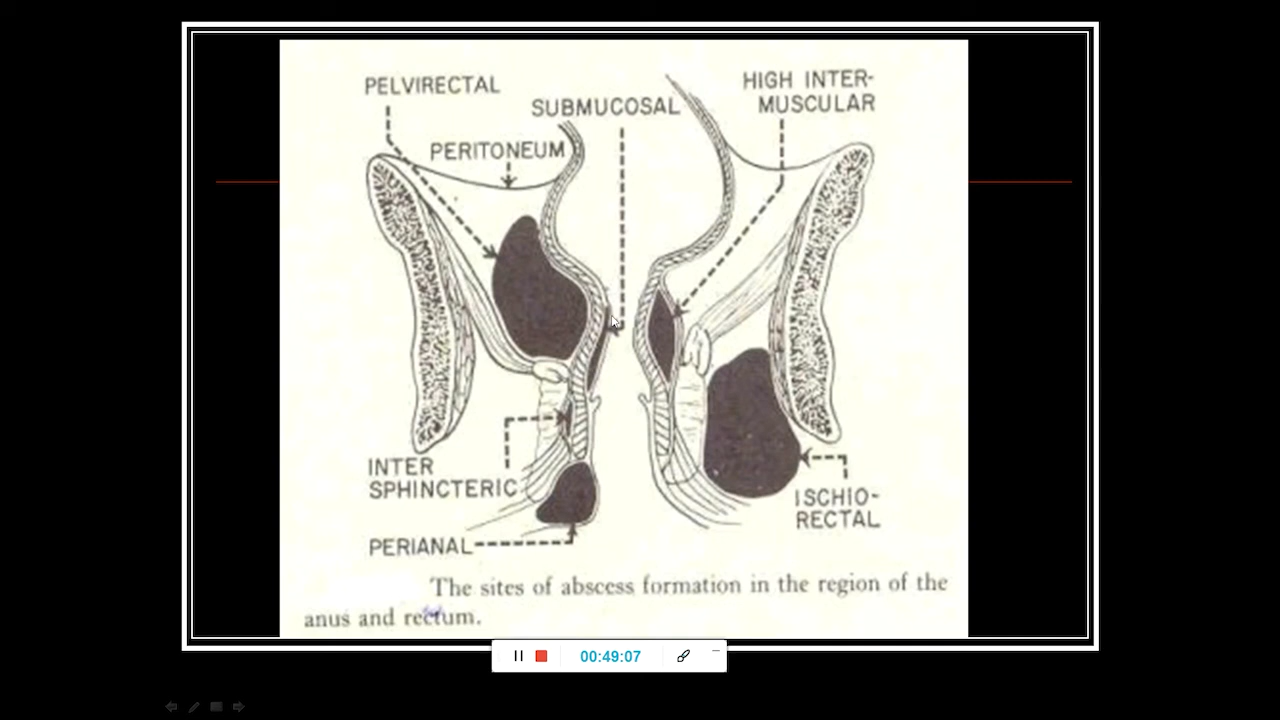 PELVIRECTAL
HIGH INTER-
MUSCULAR
SUBMUCOSAL
PERITONEUM
INTER
SPHINCTERIC
ISCHIO-
RECTAL
PERIANAL
The sites of abscess formation in the region of the
anus and rectum.
00:49:07